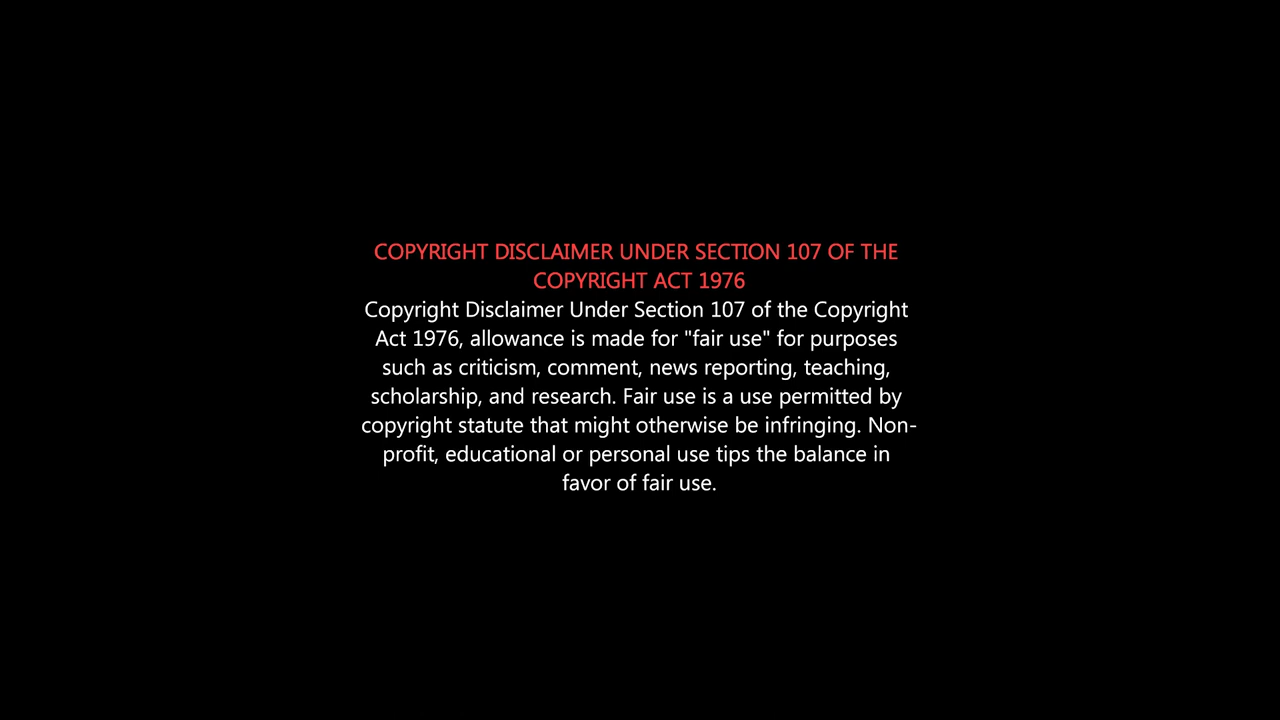 COPYRIGHT DISCLAIMER UNDER SECTION 107 OF THE
COPYRIGHT ACT 1976
Copyright Disclaimer Under Section 107 of the Copyright
Act 1976, allowance is made for "fair use" for purposes
such as criticism, comment, news reporting, teaching,
scholarship, and research. Fair use is a use permitted by
copyright statute that might otherwise be infringing. Non-
profit, educational or personal use tips the balance in
favor of fair use.